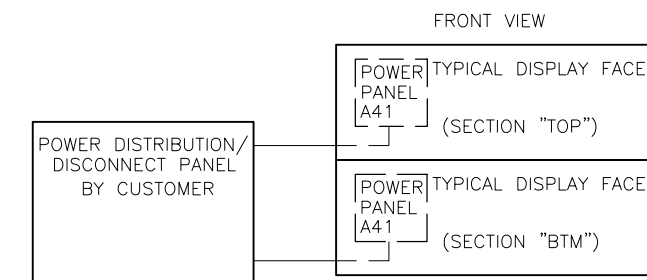 FRONT VIEW
POWER
PANEL
A41
TYPICAL DISPLAY FACE
(SECTION "TOP")
POWER DISTRIBUTION/
DISCONNECT PANEL
BY CUSTOMER
POWER
PANEL
A41
TYPICAL DISPLAY FACE
(SECTION "BTM")